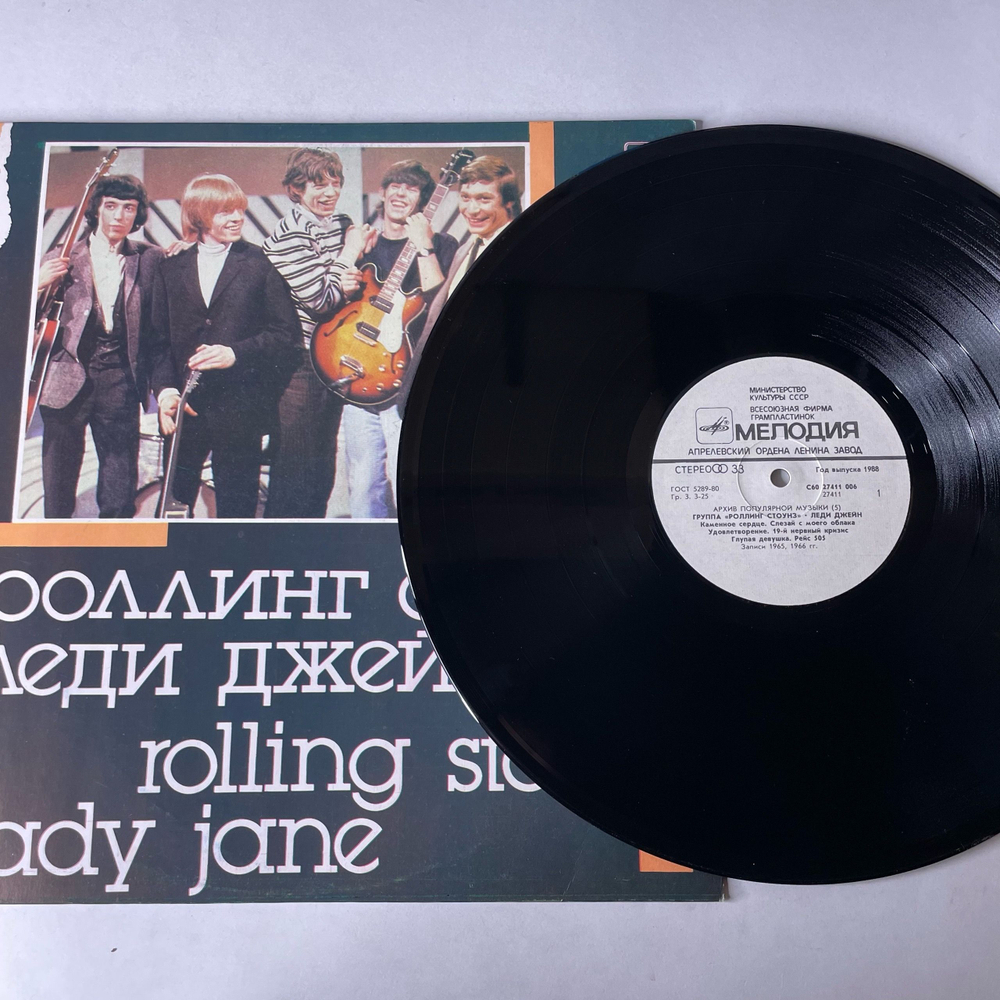 роллинг с
леди джей
rolling sto
ady jane
МИНИСТЕРСТВО
КУЛЬТУРЫ СССР
ВСЕСОЮЗНАЯ ФИРМА
ГРАМПЛАСТИНОК
МЕЛОДИЯ
АПРЕЛЕВСКИЙ ОРДЕНА ЛЕНИНА ЗАВОД
СТЕРЕО 33 Год выпуска 1988
ГОСТ 5289-80 С60 27411 006
Гр. 3. 3-25 27411 1
АРХИВ ПОПУЛЯРНОЙ МУЗЫКИ (5)
ГРУППА «РОЛЛИНГ СТОУНЗ» • ЛЕДИ ДЖЕЙН
Каменное сердце. Слезай с моего облака
Удовлетворение. 19-й нервный кризис
Глупая девушка. Рейс 505
Записи 1965, 1966 гг.